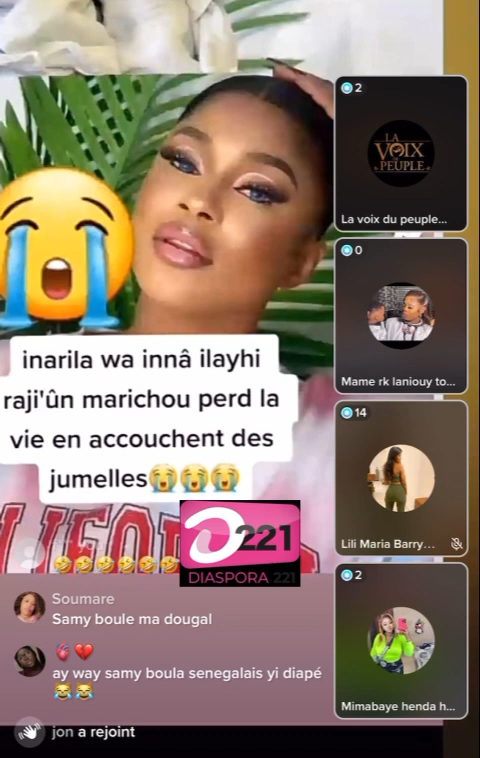 2
LA
VOIX
DU
PEUPLE
La voix du peuple...
0
Mame rk laniouy to...
inarila wa innâ ilayhi
raji'ûn marichou perd la
vie en accouchent des
jumelles😭😭😭
14
Lili Maria Barry...
221
DIASPORA 221
🤣🤣🤣🤣🤣🤣
Soumare
Samy boule ma dougal
💔
ay way samy boula senegalais yi diapé
😂😂
2
Mimabaye henda h...
jon a rejoint